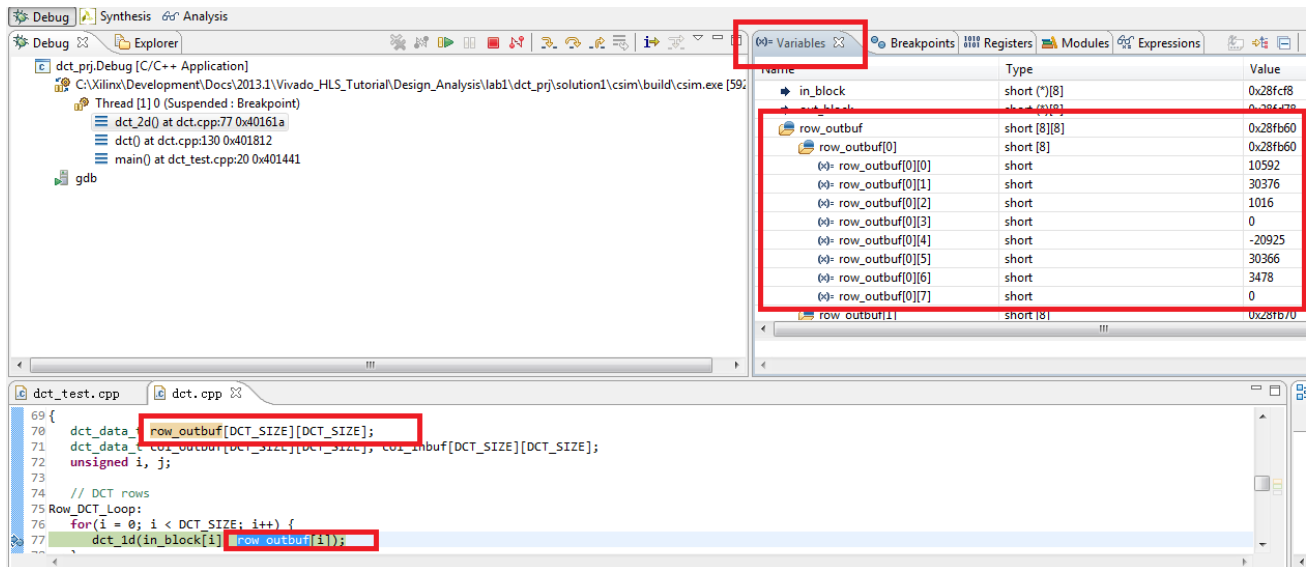 Debug Synthesis Analysis
Debug Explorer
dct_prj.Debug [C/C++ Application]
C:\Xilinx\Development\Docs\2013.1\Vivado_HLS_Tutorial\Design_Analysis\lab1\dct_prj\solution1\csim\build\csim.exe [592
Thread [1] 0 (Suspended : Breakpoint)
dct_2d() at dct.cpp:77 0x40161a
dct() at dct.cpp:130 0x401812
main() at dct_test.cpp:20 0x401441
gdb
(x)= Variables Breakpoints Registers Modules Expressions
Name Type Value
in_block short (*)[8] 0x28fcf8
out_block short (*)[8] 0x28fd78
row_outbuf short [8][8] 0x28fb60
row_outbuf[0] short [8] 0x28fb60
(x)= row_outbuf[0][0] short 10592
(x)= row_outbuf[0][1] short 30376
(x)= row_outbuf[0][2] short 1016
(x)= row_outbuf[0][3] short 0
(x)= row_outbuf[0][4] short -20925
(x)= row_outbuf[0][5] short 30366
(x)= row_outbuf[0][6] short 3478
(x)= row_outbuf[0][7] short 0
row_outbuf[1] short [8] 0x28fb70
dct_test.cpp dct.cpp
69 {
70 dct_data_t row_outbuf[DCT_SIZE][DCT_SIZE];
71 dct_data_t col_outbuf[DCT_SIZE][DCT_SIZE], col_inbuf[DCT_SIZE][DCT_SIZE];
72 unsigned i, j;
73
74 // DCT rows
75 Row_DCT_Loop:
76 for(i = 0; i < DCT_SIZE; i++) {
77 dct_1d(in_block[i] row_outbuf[i]);